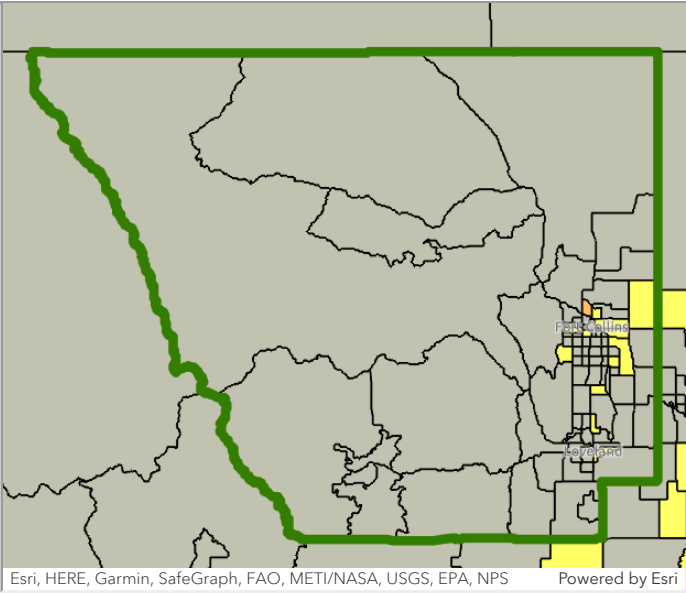 Fort Collins
Loveland
Esri, HERE, Garmin, SafeGraph, FAO, METI/NASA, USGS, EPA, NPS Powered by Esri